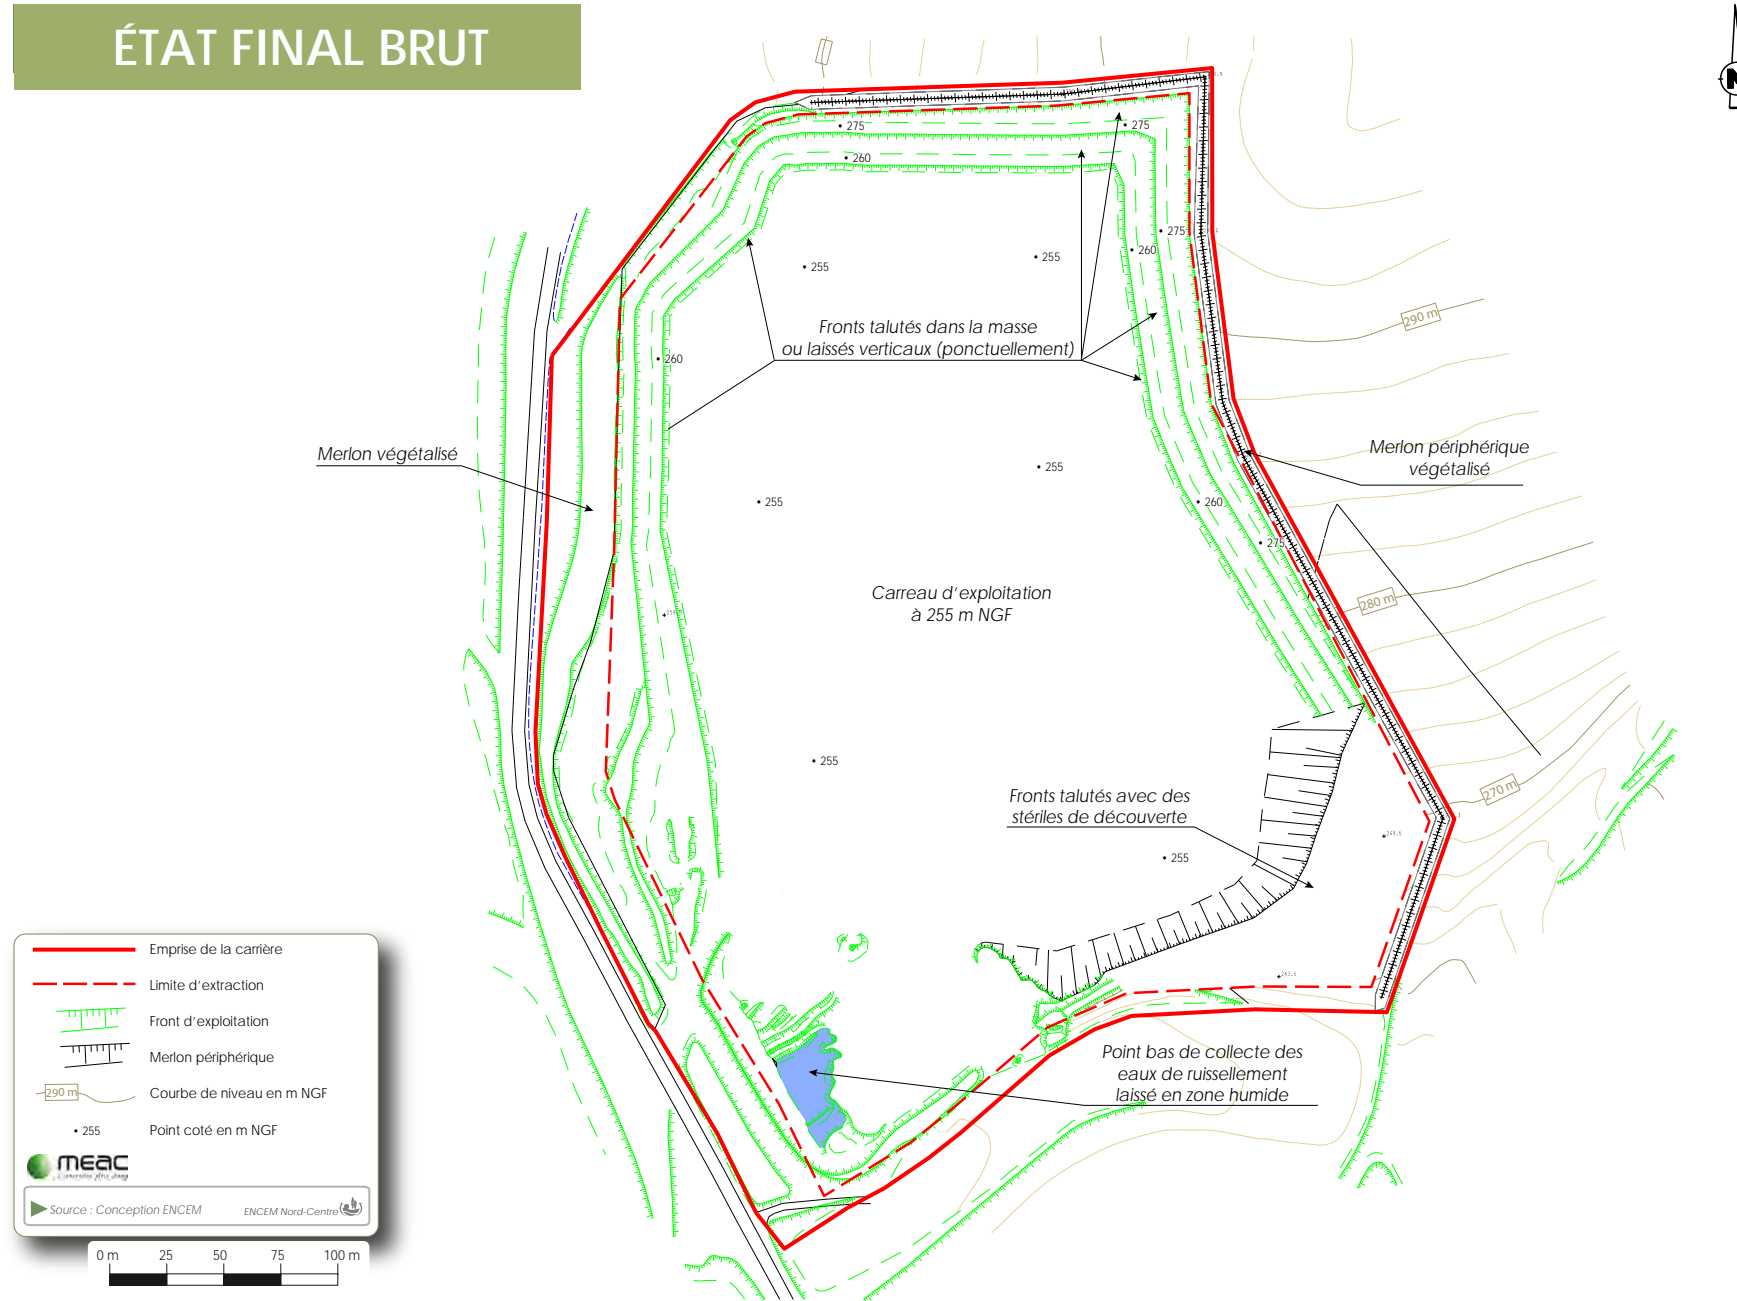 ÉTAT FINAL BRUT
N
275
275
260
275
260
255
255
260
Fronts talutés dans la masse
ou laissés verticaux (ponctuellement)
290 m
Merlon végétalisé
Merlon périphérique
végétalisé
255
255
260
275
Carreau d'exploitation
à 255 m NGF
280 m
255
270 m
Fronts talutés avec des
stériles de découverte
269.5
255
263.5
Point bas de collecte des
eaux de ruissellement
laissé en zone humide
Emprise de la carrière
Limite d'extraction
Front d'exploitation
Merlon périphérique
290 m
Courbe de niveau en m NGF
255
Point coté en m NGF
meac
Source : Conception ENCEM
ENCEM Nord-Centre
0 m 25 50 75 100 m